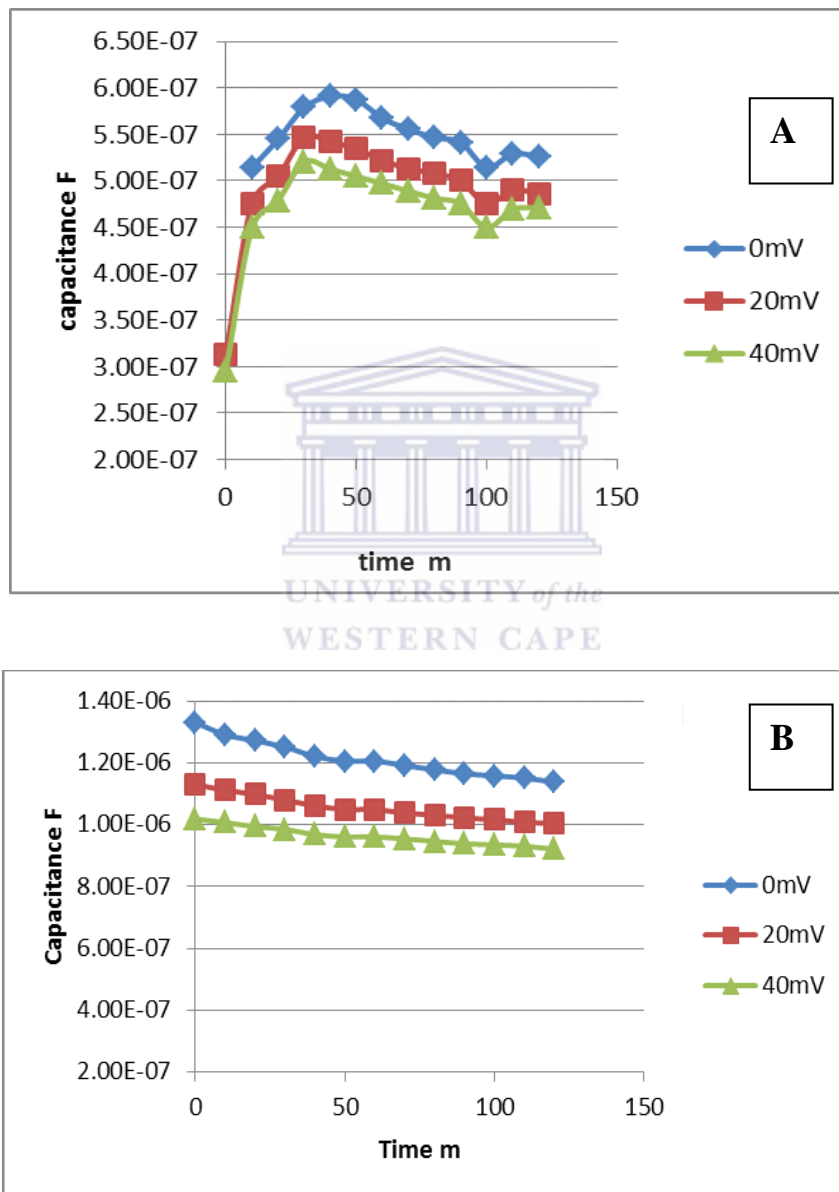 6.50E-07
6.00E-07
5.50E-07
5.00E-07
4.50E-07
4.00E-07
3.50E-07
3.00E-07
2.50E-07
2.00E-07
capacitance F
0 50 100 150
time m
A
0mV
20mV
40mV
UNIVERSITY of the
WESTERN CAPE
1.40E-06
1.20E-06
1.00E-06
8.00E-07
6.00E-07
4.00E-07
2.00E-07
Capacitance F
0 50 100 150
Time m
B
0mV
20mV
40mV